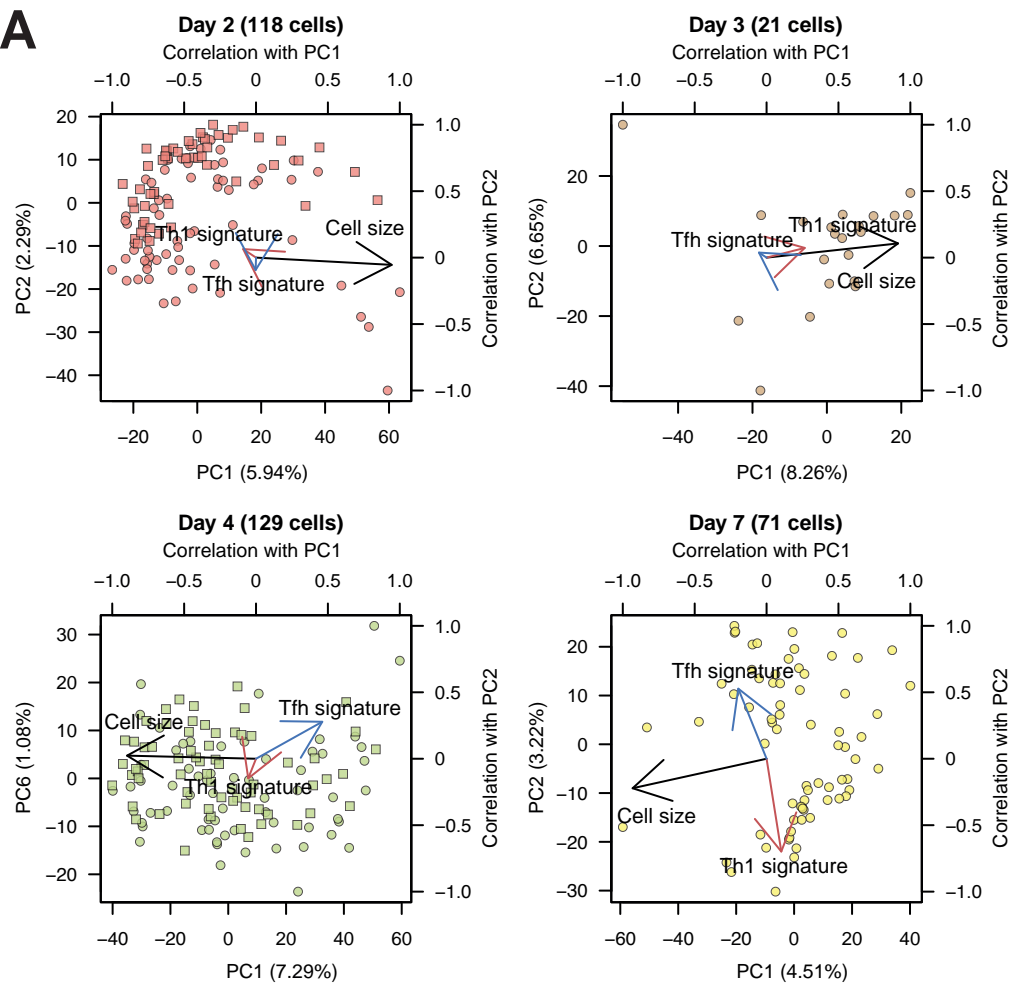 A
Day 2 (118 cells)
Correlation with PC1
−1.0 −0.5 0 0.5 1.0
20
10
0
−10
−20
−30
−40
PC2 (2.29%)
1.0
0.5
0
−0.5
−1.0
Correlation with PC2
Th1 signature
Cell size
Tfh signature
−20 0 20 40 60
PC1 (5.94%)
Day 3 (21 cells)
Correlation with PC1
−1.0 −0.5 0 0.5 1.0
20
0
−20
−40
PC2 (6.65%)
1.0
0.5
0
−0.5
−1.0
Correlation with PC2
Th1 signature
Tfh signature
Cell size
−40 −20 0 20
PC1 (8.26%)
Day 4 (129 cells)
Correlation with PC1
−1.0 −0.5 0 0.5 1.0
30
20
10
0
−10
−20
PC6 (1.08%)
1.0
0.5
0
−0.5
−1.0
Correlation with PC2
Tfh signature
Cell size
Th1 signature
−40 −20 0 20 40 60
PC1 (7.29%)
Day 7 (71 cells)
Correlation with PC1
−1.0 −0.5 0 0.5 1.0
20
10
0
−10
−20
−30
PC2 (3.22%)
1.0
0.5
0
−0.5
−1.0
Correlation with PC2
Tfh signature
Cell size
Th1 signature
−60 −40 −20 0 20 40
PC1 (4.51%)